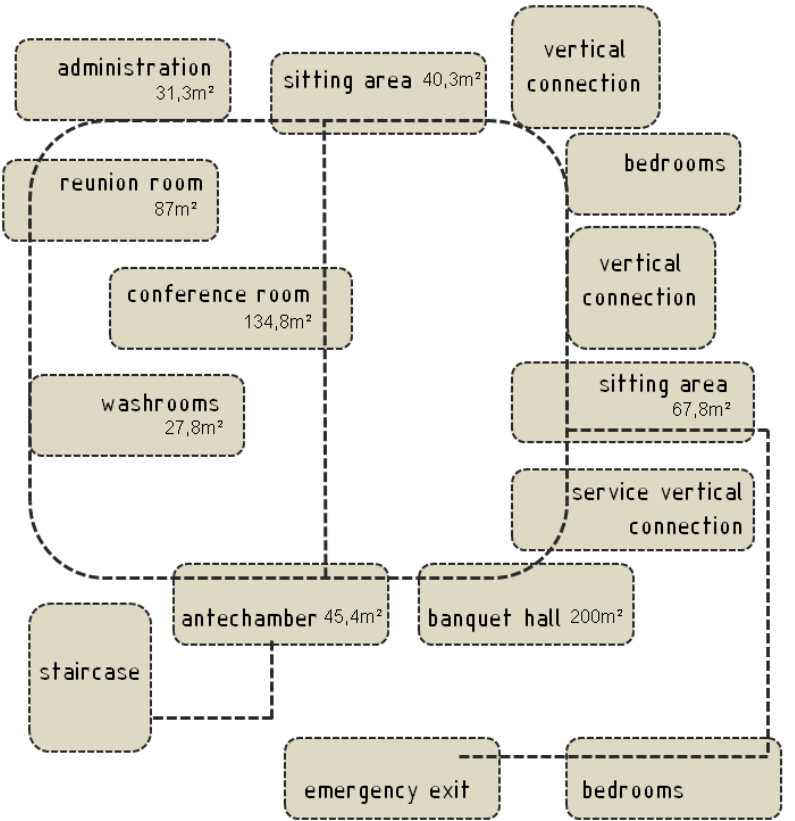 administration
31,3m²
sitting area 40,3m²
vertical
connection
reunion room
87m²
bedrooms
conference room
134,8m²
vertical
connection
washrooms
27,8m²
sitting area
67,8m²
service vertical
connection
antechamber 45,4m²
banquet hall 200m²
staircase
emergency exit
bedrooms